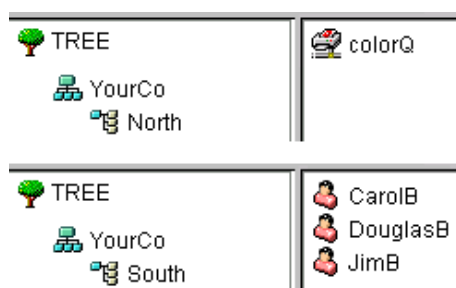 TREE
YourCo
North
colorQ
TREE
YourCo
South
CarolB
DouglasB
JimB